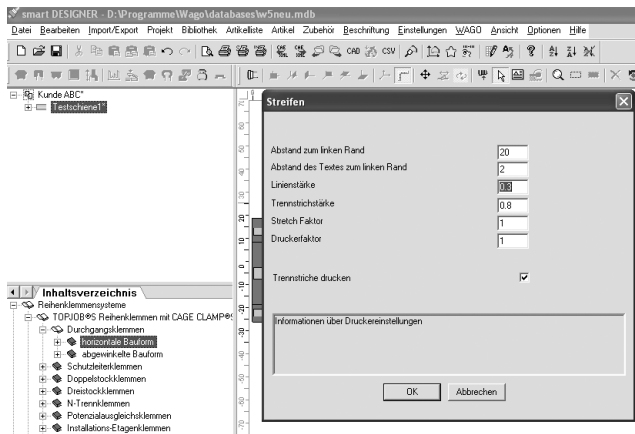 smart DESIGNER - D:\Programme\Wago\databases\w5neu.mdb
Datei Bearbeiten Import/Export Projekt Bibliothek Artikelliste Artikel Zubehör Beschriftung Einstellungen WAGO Ansicht Optionen Hilfe
CAD CSV
Kunde ABC*
Testschiene1*
Streifen
Abstand zum linken Rand 20
Abstand des Textes zum linken Rand 2
Linienstärke 0.3
Trennstrichstärke 0.8
Stretch Faktor 1
Druckerfaktor 1
Trennstriche drucken
Informationen über Druckereinstellungen
OK Abbrechen
Inhaltsverzeichnis
Reihenklemmensysteme
TOPJOB®S Reihenklemmen mit CAGE CLAMP®S
Durchgangsklemmen
horizontale Bauform
abgewinkelte Bauform
Schutzleiterklemmen
Doppelstockklemmen
Dreistockklemmen
N-Trennklemmen
Potenzialausgleichsklemmen
Installations-Etagenklemmen